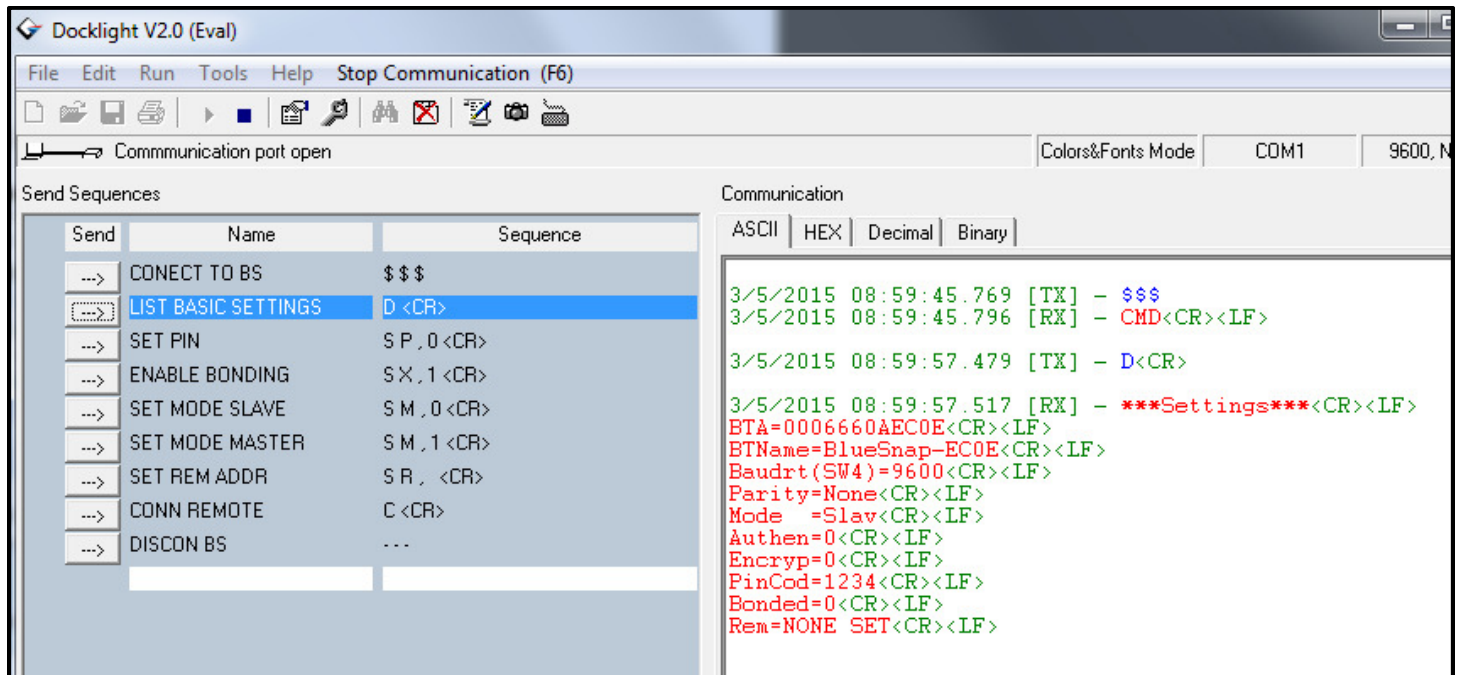 Docklight V2.0 (Eval)
File Edit Run Tools Help Stop Communication (F6)
Commmunication port open Colors&Fonts Mode COM1 9600, N
Send Sequences
Send Name Sequence
---> CONECT TO BS $$$
---> LIST BASIC SETTINGS D<CR>
---> SET PIN SP,0<CR>
---> ENABLE BONDING SX,1<CR>
---> SET MODE SLAVE SM,0<CR>
---> SET MODE MASTER SM,1<CR>
---> SET REM ADDR SR, <CR>
---> CONN REMOTE C<CR>
---> DISCON BS ---
Communication
ASCII HEX Decimal Binary
3/5/2015 08:59:45.769 [TX] - $$$
3/5/2015 08:59:45.796 [RX] - CMD<CR><LF>
3/5/2015 08:59:57.479 [TX] - D<CR>
3/5/2015 08:59:57.517 [RX] - ***Settings***<CR><LF>
BTA=0006660AEC0E<CR><LF>
BTName=BlueSnap-EC0E<CR><LF>
Baudrt(SW4)=9600<CR><LF>
Parity=None<CR><LF>
Mode  =Slav<CR><LF>
Authen=0<CR><LF>
Encryp=0<CR><LF>
PinCod=1234<CR><LF>
Bonded=0<CR><LF>
Rem=NONE SET<CR><LF>